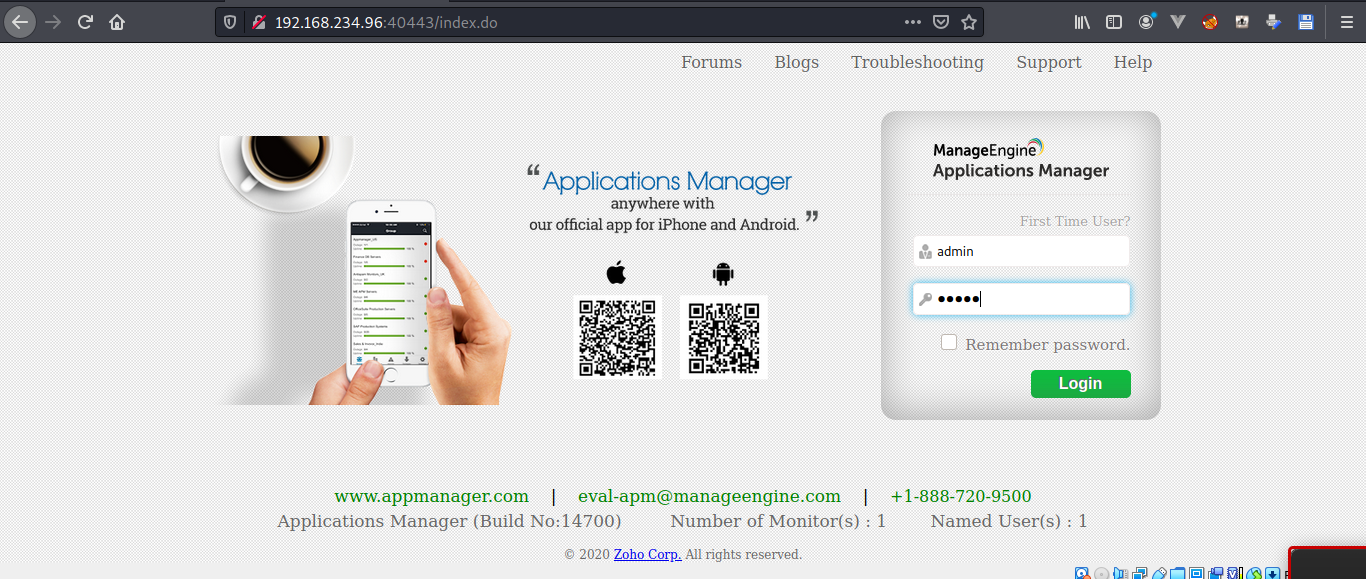 192.168.234.96:40443/index.do
Forums Blogs Troubleshooting Support Help
ManageEngine
Applications Manager
“ Applications Manager
anywhere with
our official app for iPhone and Android. ”
First Time User?
admin
•••••
Remember password.
Login
www.appmanager.com | eval-apm@manageengine.com | +1-888-720-9500
Applications Manager (Build No:14700) Number of Monitor(s) : 1 Named User(s) : 1
© 2020 Zoho Corp. All rights reserved.